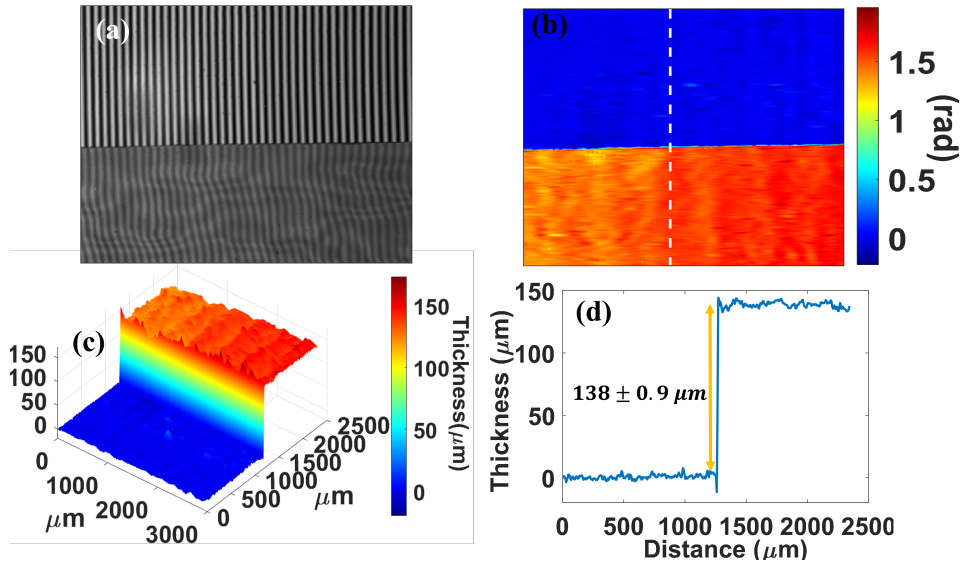 (a)
(b)
1.5
1
0.5
0
(rad)
(c)
150
100
50
0
0
1000
2000
3000
μm
0
500
1000
1500
2000
2500
μm
150
100
50
0
Thickness(μm)
(d)
150
100
50
0
Thickness (μm)
138 ± 0.9 μm
0 500 1000 1500 2000 2500
Distance (μm)